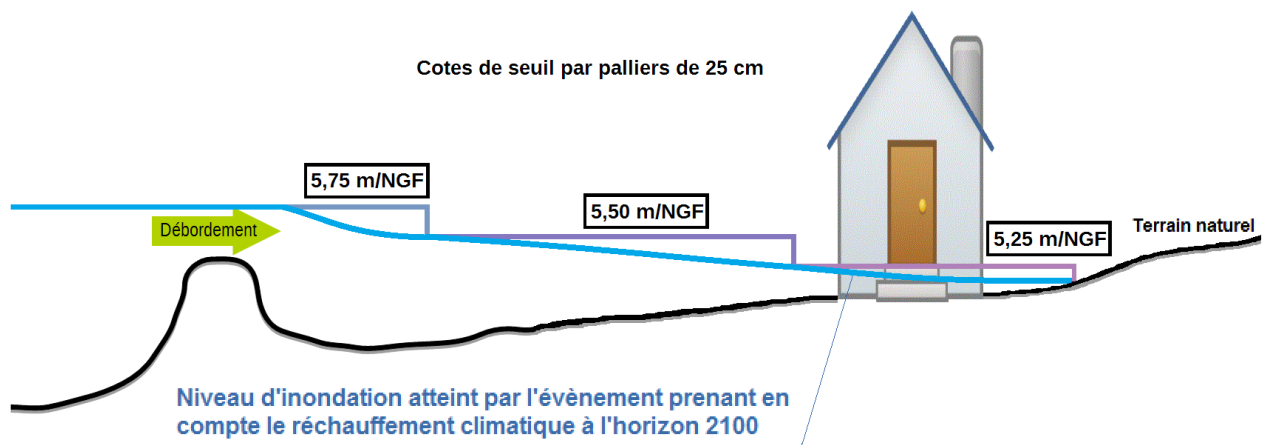 Cotes de seuil par palliers de 25 cm
5,75 m/NGF
5,50 m/NGF
Débordement
5,25 m/NGF
Terrain naturel
Niveau d'inondation atteint par l'évènement prenant en
compte le réchauffement climatique à l'horizon 2100